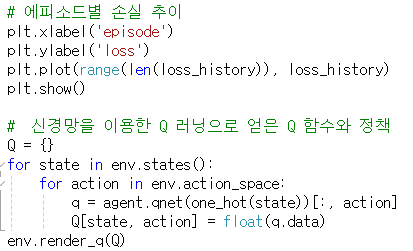 # 에피소드별 손실 추이
plt.xlabel('episode')
plt.ylabel('loss')
plt.plot(range(len(loss_history)), loss_history)
plt.show()
# 신경망을 이용한 Q 러닝으로 얻은 Q 함수와 정책
Q = {}
for state in env.states():
for action in env.action_space:
q = agent.qnet(one_hot(state))[:, action]
Q[state, action] = float(q.data)
env.render_q(Q)